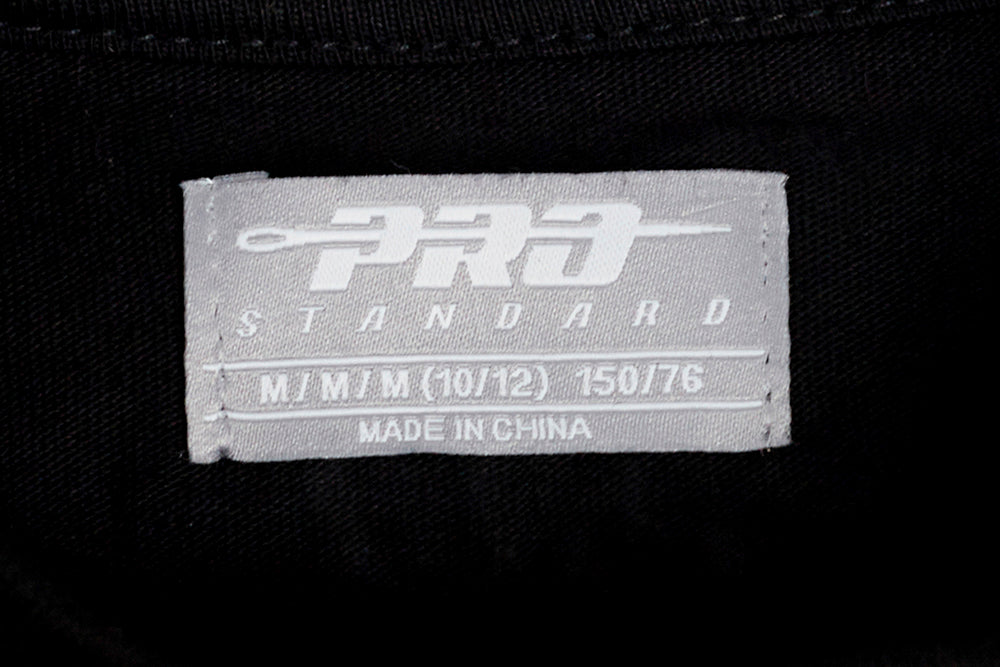 PRO
STANDARD
M/M/M (10/12) 150/76
MADE IN CHINA